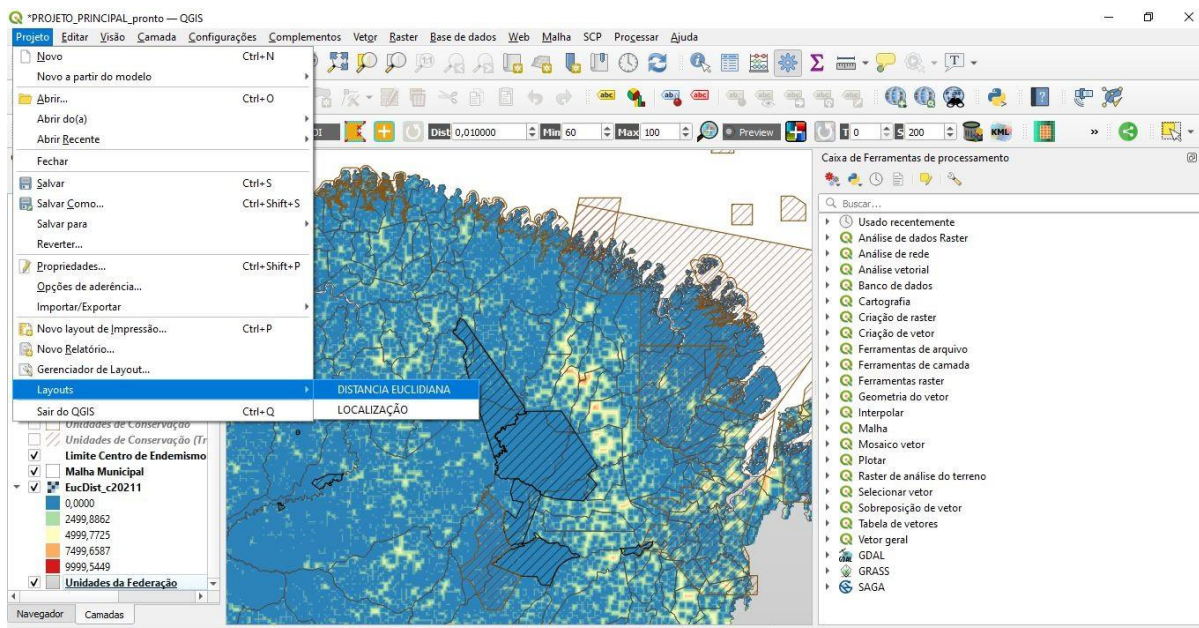 *PROJETO_PRINCIPAL_pronto — QGIS
Projeto Editar Visão Camada Configurações Complementos Vetor Raster Base de dados Web Malha SCP Processar Ajuda
Novo Ctrl+N
Novo a partir do modelo
Abrir... Ctrl+O
Abrir do(a)
Abrir Recente
Fechar
Salvar Ctrl+S
Salvar Como... Ctrl+Shift+S
Salvar para
Reverter...
Propriedades... Ctrl+Shift+P
Opções de aderência...
Importar/Exportar
Novo layout de Impressão... Ctrl+P
Novo Relatório...
Gerenciador de Layout...
Layouts
Sair do QGIS Ctrl+Q
DISTANCIA EUCLIDIANA
LOCALIZAÇÃO
abc abc abc
Dist 0,010000 Min 60 Max 100 Preview T 0 S 200 KML »
Unidades de Conservação
Unidades de Conservação (Tr
Limite Centro de Endemismo
Malha Municipal
EucDist_c20211
0,0000
2499,8862
4999,7725
7499,6587
9999,5449
Unidades da Federação
Navegador Camadas
Caixa de Ferramentas de processamento
Buscar...
Usado recentemente
Análise de dados Raster
Análise de rede
Análise vetorial
Banco de dados
Cartografia
Criação de raster
Criação de vetor
Ferramentas de arquivo
Ferramentas de camada
Ferramentas raster
Geometria do vetor
Interpolar
Malha
Mosaico vetor
Plotar
Raster de análise do terreno
Selecionar vetor
Sobreposição de vetor
Tabela de vetores
Vetor geral
GDAL
GRASS
SAGA